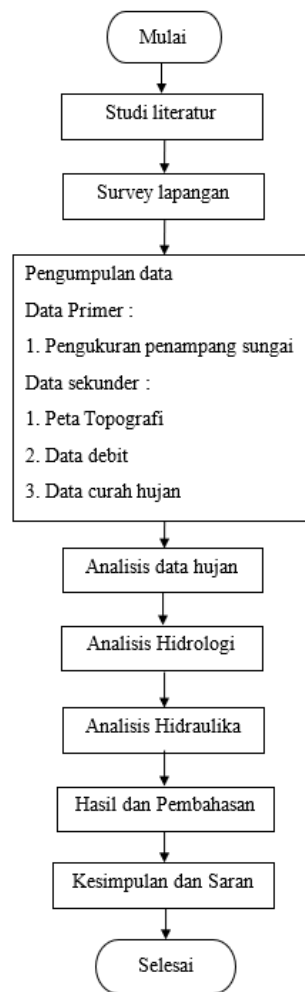 Mulai
Studi literatur
Survey lapangan
Pengumpulan data
Data Primer :
1. Pengukuran penampang sungai
Data sekunder :
1. Peta Topografi
2. Data debit
3. Data curah hujan
Analisis data hujan
Analisis Hidrologi
Analisis Hidraulika
Hasil dan Pembahasan
Kesimpulan dan Saran
Selesai